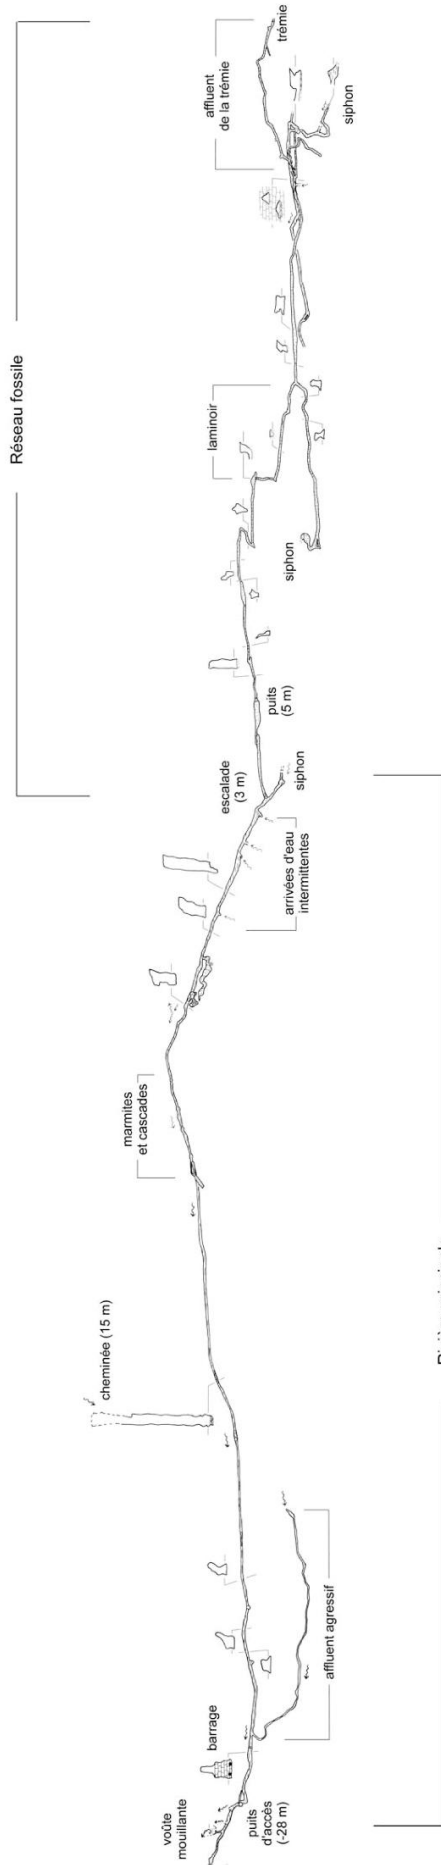 trémie
affluent
de la trémie
siphon
Réseau fossile
laminoir
siphon
puits
(5 m)
escalade
(3 m)
siphon
arrivées d'eau
intermittentes
marmites
et cascades
cheminée (15 m)
affluent agressif
barrage
voûte
mouillante
puits
d'accès
(-28 m)